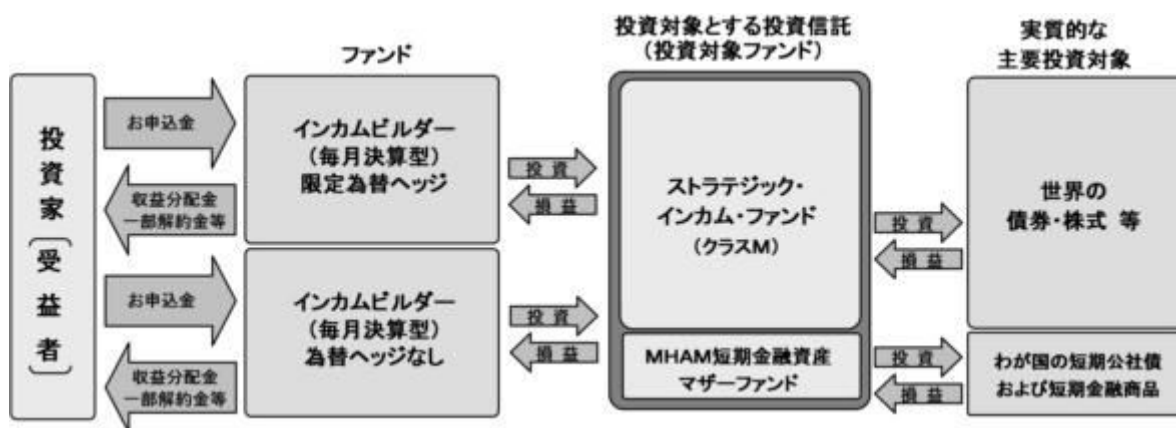 ファンド
投資対象とする投資信託
（投資対象ファンド）
実質的な
主要投資対象
投資家〔受益者〕
お申込金
収益分配金
一部解約金等
お申込金
収益分配金
一部解約金等
インカムビルダー
（毎月決算型）
限定為替ヘッジ
インカムビルダー
（毎月決算型）
為替ヘッジなし
投資
損益
投資
損益
ストラテジック・
インカム・ファンド
（クラスM）
MHAM短期金融資産
マザーファンド
投資
損益
投資
損益
世界の
債券・株式 等
わが国の短期公社債
および短期金融商品